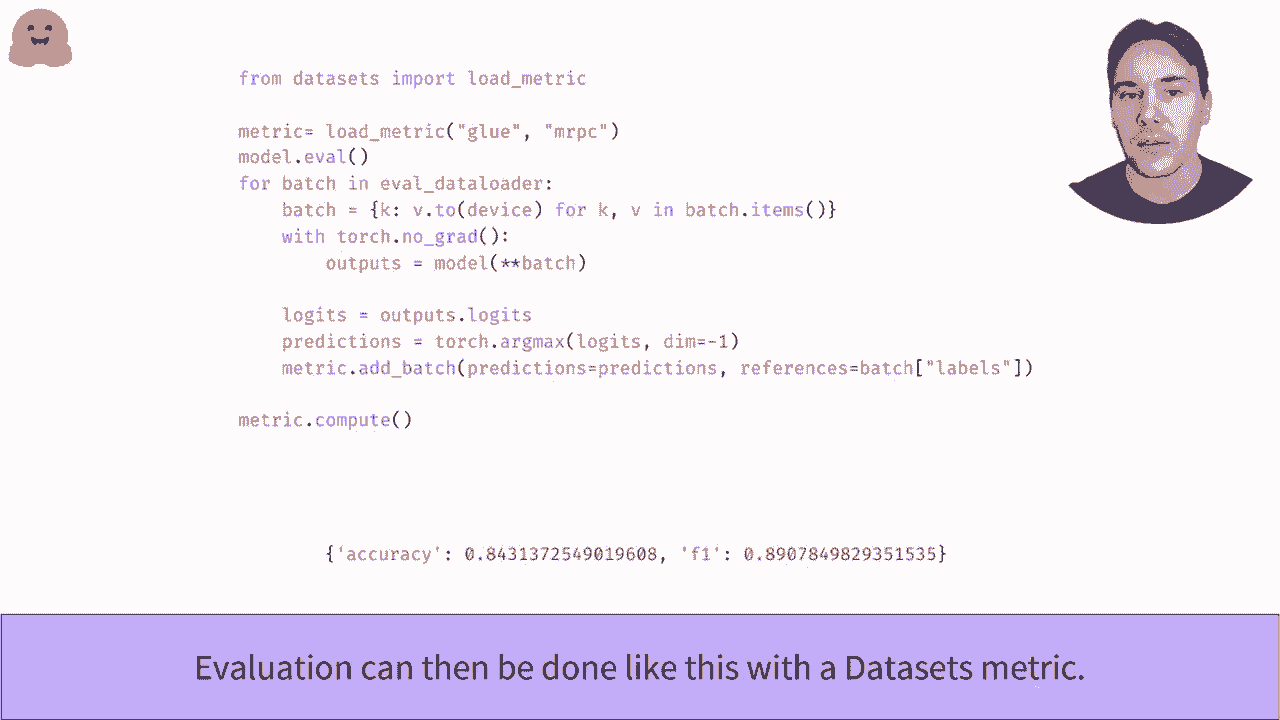 from datasets import load_metric
metric= load_metric("glue", "mrpc")
model.eval()
for batch in eval_dataloader:
    batch = {k: v.to(device) for k, v in batch.items()}
    with torch.no_grad():
        outputs = model(**batch)
    logits = outputs.logits
    predictions = torch.argmax(logits, dim=-1)
    metric.add_batch(predictions=predictions, references=batch["labels"])
metric.compute()
{'accuracy': 0.8431372549019608, 'f1': 0.8907849829351535}
Evaluation can then be done like this with a Datasets metric.